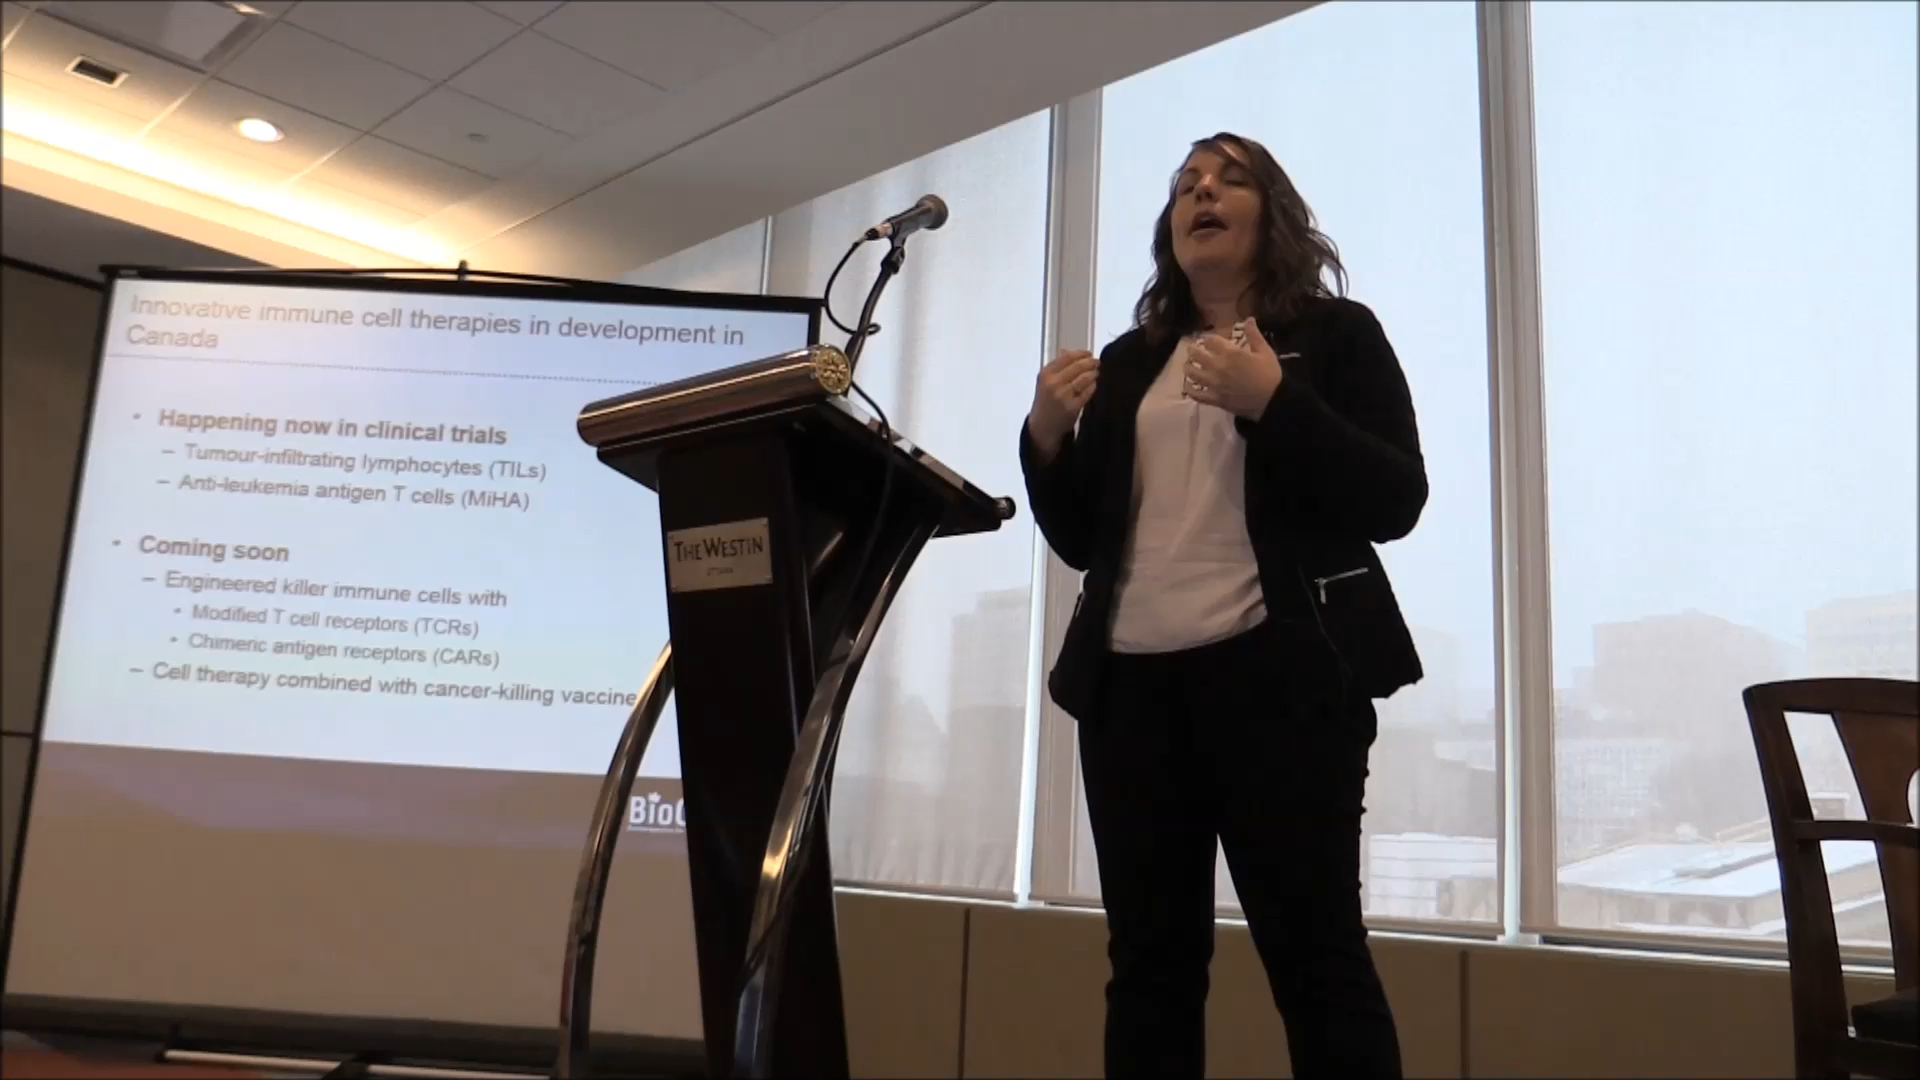 Innovative immune cell therapies in development in
Canada
• Happening now in clinical trials
– Tumour-infiltrating lymphocytes (TILs)
– Anti-leukemia antigen T cells (MiHA)
• Coming soon
– Engineered killer immune cells with
• Modified T cell receptors (TCRs)
• Chimeric antigen receptors (CARs)
– Cell therapy combined with cancer-killing vaccine
Bio
THE WESTIN
OTTAWA